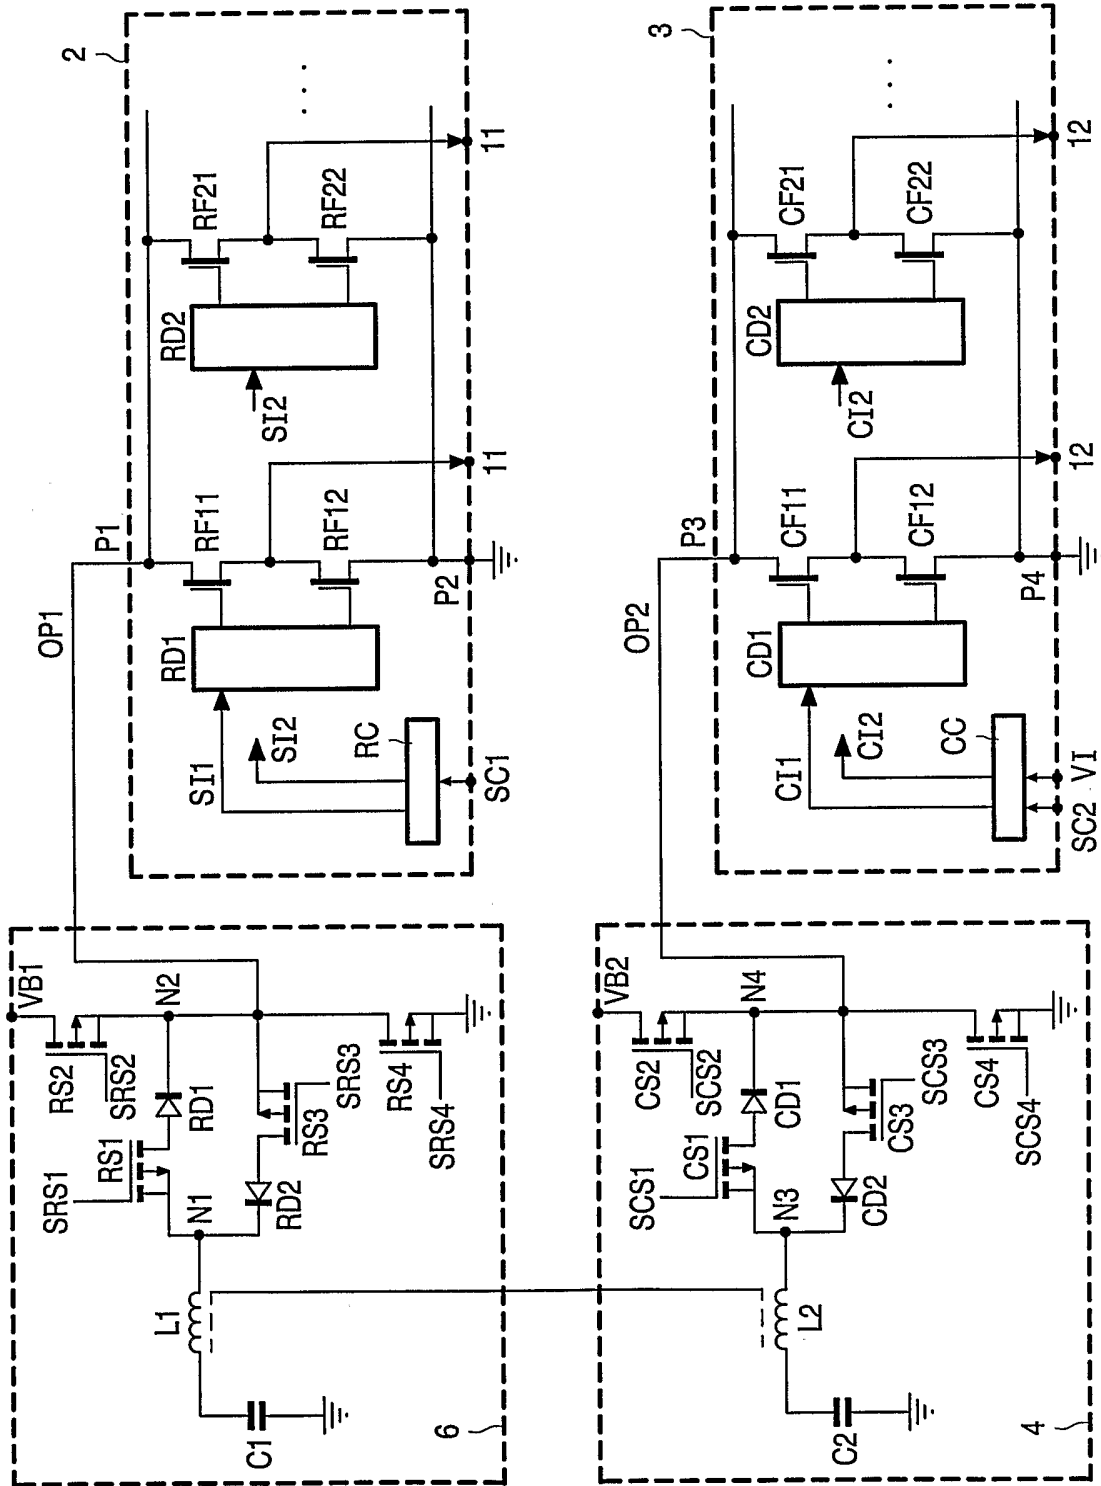 2
P1
OP1
RF11
RF12
RF21
RF22
RD1
RD2
SI1
SI2
SI2
RC
SC1
P2
11
11
3
P3
OP2
CF11
CF12
CF21
CF22
CD1
CD2
CI1
CI2
CI2
CC
SC2
VI
P4
12
12
VB1
RS2
SRS2
N2
SRS1
RS1
RD1
N1
RD2
RS3
SRS3
RS4
SRS4
L1
C1
6
VB2
CS2
SCS2
N4
SCS1
CS1
CD1
N3
CD2
CS3
SCS3
CS4
SCS4
L2
C2
4